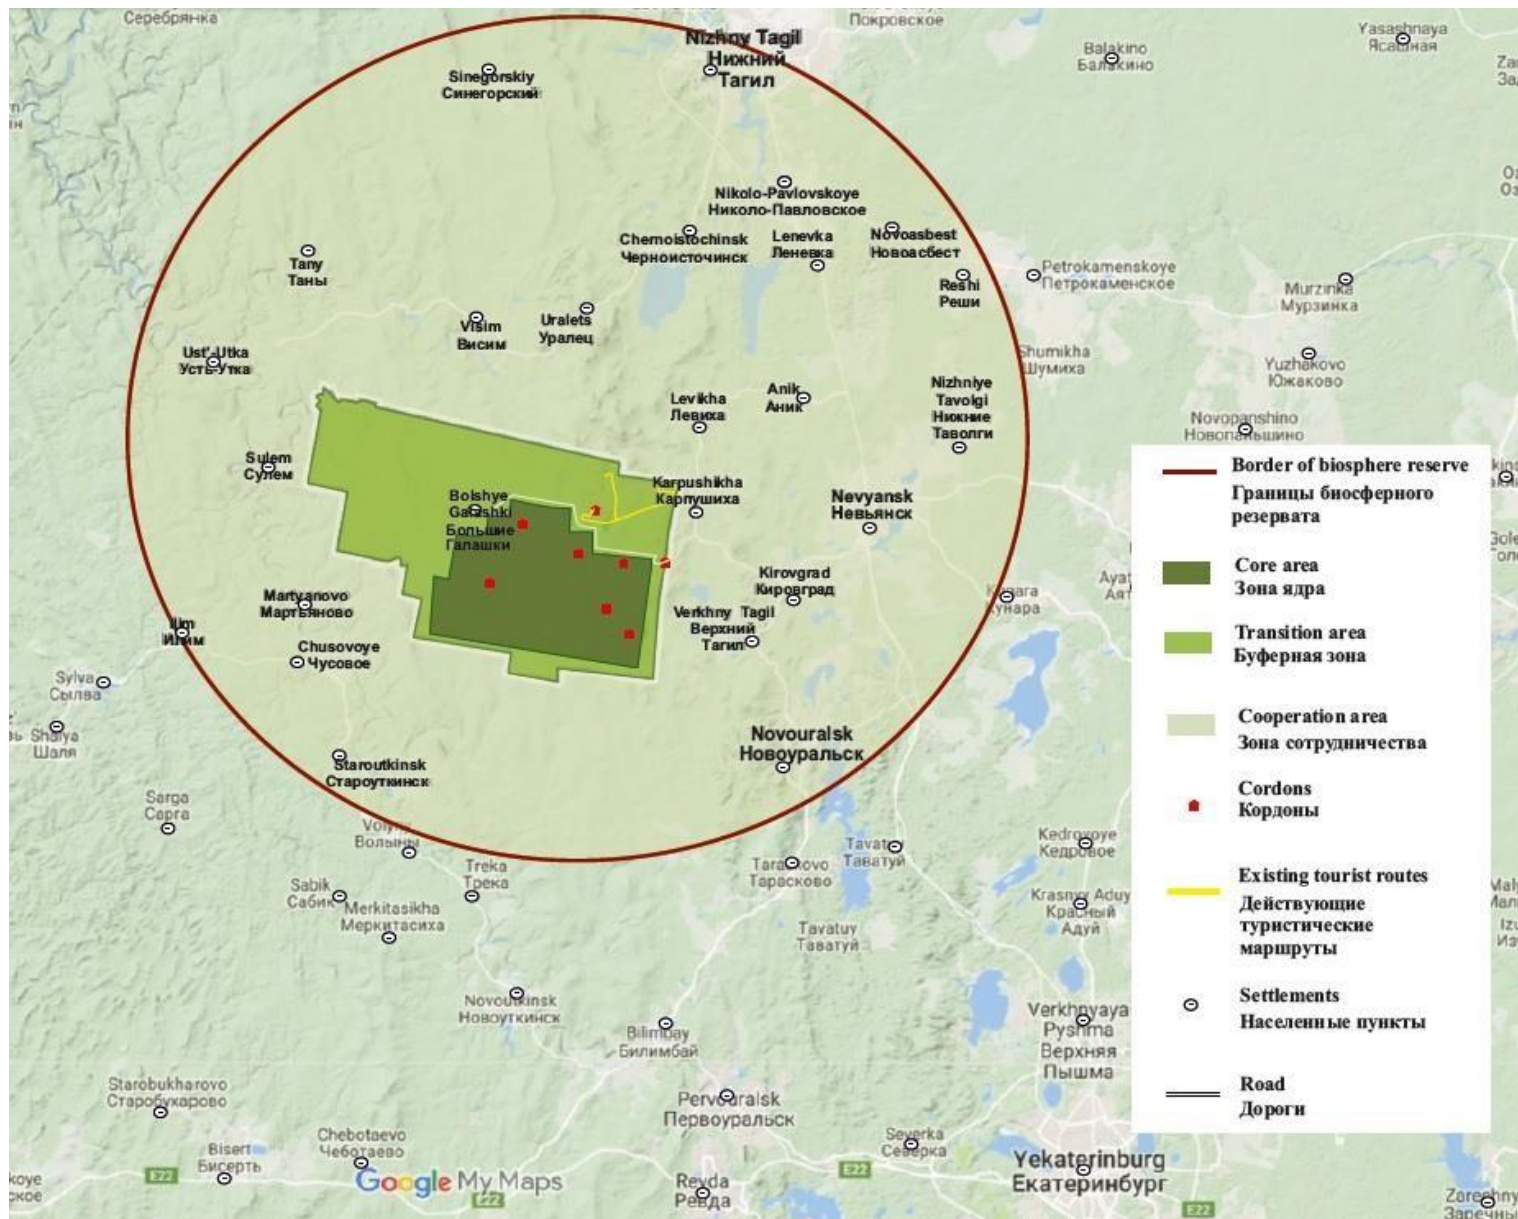 Серебрянка
Покровское
Nizhny Tagil
Нижний
Тагил
Yasashnaya
Ясашная
Balakino
Балакино
Sinegorskiy
Синегорский
Nikolo-Pavlovskoye
Николо-Павловское
Chernoistochinsk
Черноисточинск
Lenevka
Леневка
Novoasbest
Новоасбест
Tany
Таны
Reshi
Реши
Petrokamenskoye
Петрокаменское
Murzinka
Мурзинка
Visim
Висим
Uralets
Уралец
Ust'-Utka
Усть-Утка
Shumikha
Шумиха
Yuzhakovo
Южаково
Levikha
Левиха
Anik
Аник
Nizhniye
Tavolgi
Нижние
Таволги
Novopanshino
Новопаньшино
Sulem
Сулем
Karpushikha
Карпушиха
Bolshye
Galashki
Большие
Галашки
Nevyansk
Невьянск
Kirovgrad
Кировград
Martyanovo
Мартьяново
Verkhny Tagil
Верхний
Тагил
Kunara
Кунара
Ilim
Илим
Chusovoye
Чусовое
Sylva
Сылва
Shalya
Шаля
Novouralsk
Новоуральск
Staroutkinsk
Староуткинск
Sarga
Сарга
Volyny
Волыны
Treka
Трека
Taraskovo
Тарасково
Tavatuy
Таватуй
Kedrovoye
Кедровое
Sabik
Сабик
Merkitasikha
Меркитасиха
Krasnyy Aduy
Красный
Адуй
Tavatuy
Таватуй
Novoutkinsk
Новоуткинск
Bilimbay
Билимбай
Verkhnyaya
Pyshma
Верхняя
Пышма
Starobukharovo
Старобухарово
Pervouralsk
Первоуральск
Chebotaevo
Чеботаево
Bisert
Бисерть
Severka
Северка
Yekaterinburg
Екатеринбург
Revda
Ревда
E22
E22
E22
E22
Google My Maps
Border of biosphere reserve
Границы биосферного
резервата
Core area
Зона ядра
Transition area
Буферная зона
Cooperation area
Зона сотрудничества
Cordons
Кордоны
Existing tourist routes
Действующие
туристические
маршруты
Settlements
Населенные пункты
Road
Дороги